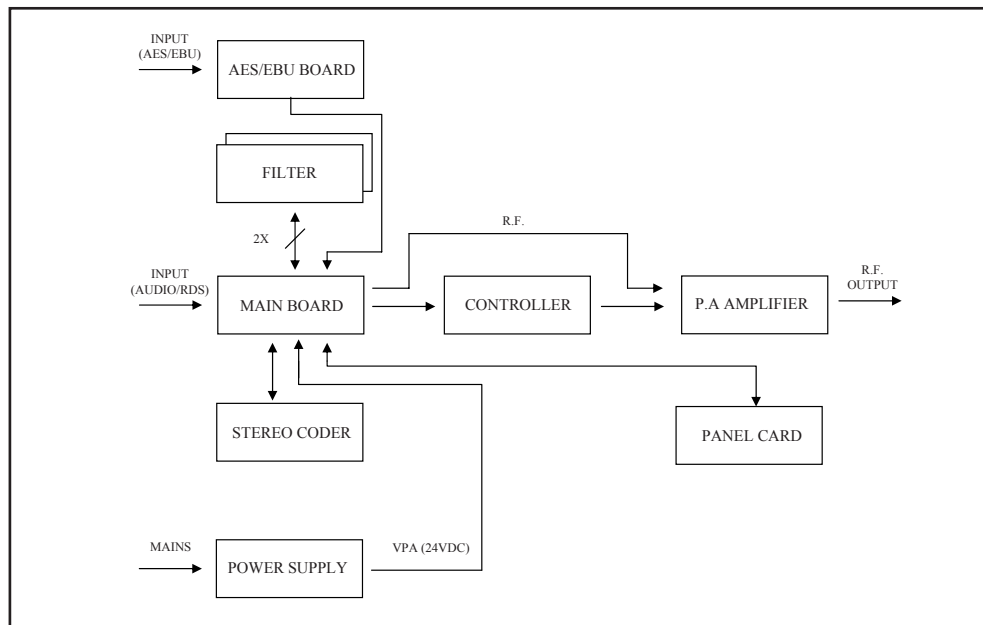 INPUT
(AES/EBU)
AES/EBU BOARD
FILTER
2X
R.F.
INPUT
(AUDIO/RDS)
MAIN BOARD
CONTROLLER
P.A AMPLIFIER
R.F.
OUTPUT
STEREO CODER
PANEL CARD
MAINS
POWER SUPPLY
VPA (24VDC)